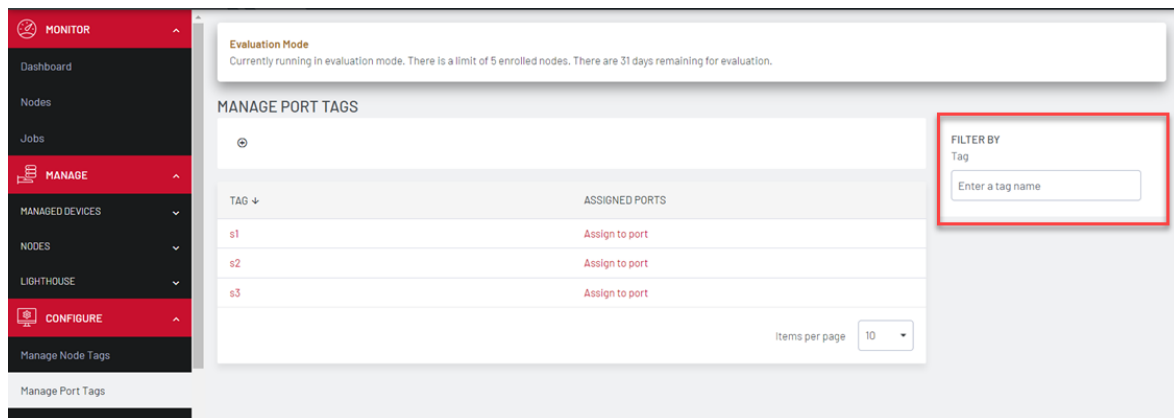 MONITOR
Dashboard
Nodes
Jobs
MANAGE
MANAGED DEVICES
NODES
LIGHTHOUSE
CONFIGURE
Manage Node Tags
Manage Port Tags
Evaluation Mode
Currently running in evaluation mode. There is a limit of 5 enrolled nodes. There are 31 days remaining for evaluation.
MANAGE PORT TAGS
TAG ASSIGNED PORTS
s1 Assign to port
s2 Assign to port
s3 Assign to port
Items per page 10
FILTER BY
Tag
Enter a tag name